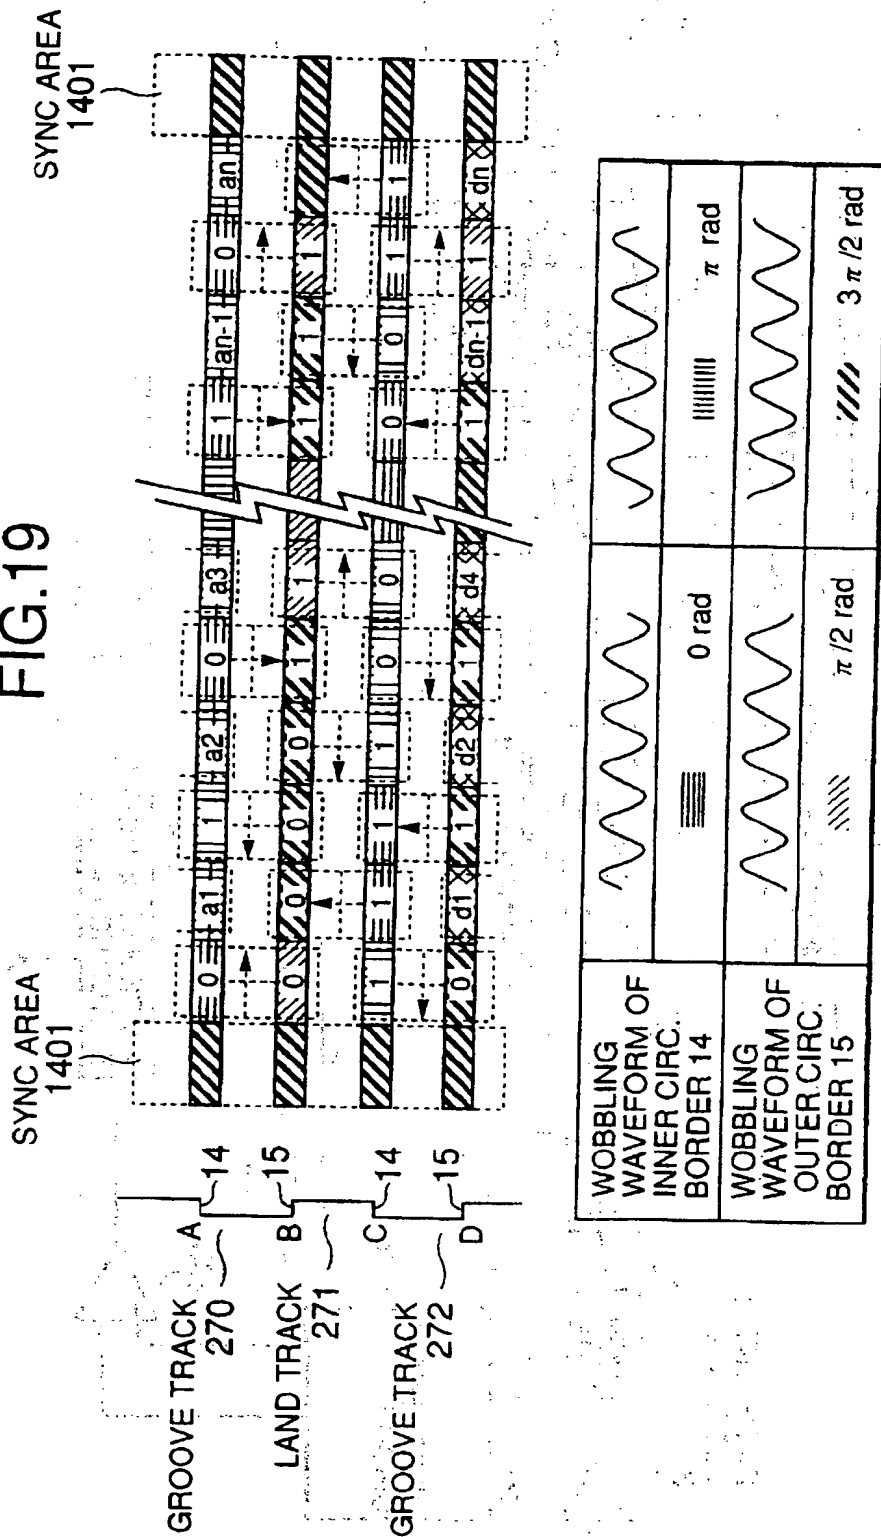 FIG.19
SYNC AREA
1401
SYNC AREA
1401
GROOVE TRACK
270
A
14
0 a1 1 a2 0 a3 1 an-1 0 an
LAND TRACK
271
B
15
0 0 0 0 1 1 1 1 1
GROOVE TRACK
272
C
14
1 1 1 1 0 0 0 0 1 1
D
15
0 d1 1 d2 1 d4 1 dn-1 1 dn
WOBBLING
WAVEFORM OF
INNER CIRC.
BORDER 14
0 rad
π rad
WOBBLING
WAVEFORM OF
OUTER CIRC.
BORDER 15
π/2 rad
3π/2 rad